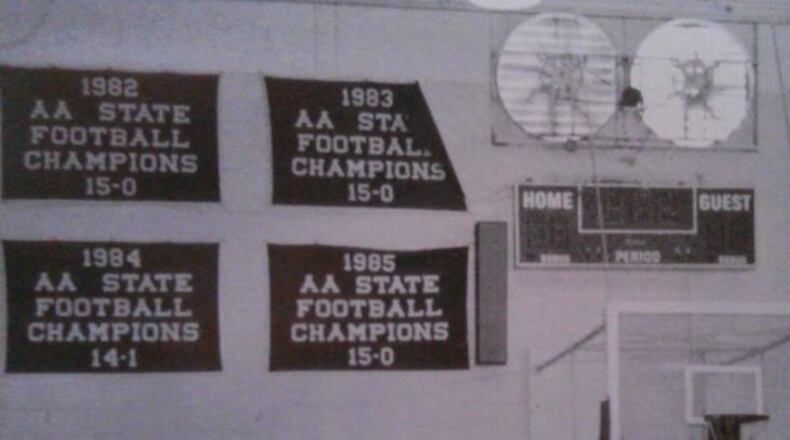 1982
AA STATE
FOOTBALL
CHAMPIONS
15-0
1983
AA STA
FOOTBAL
CHAMPIONS
15-0
1984
AA STATE
FOOTBALL
CHAMPIONS
14-1
1985
AA STATE
FOOTBALL
CHAMPIONS
15-0
HOME GUEST
PERIOD